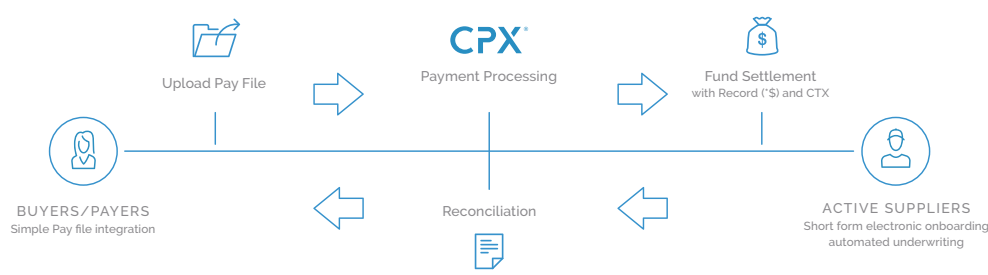 CPX
Upload Pay File
Payment Processing
$
Fund Settlement
with Record (*$) and CTX
BUYERS/PAYERS
Simple Pay file integration
Reconciliation
ACTIVE SUPPLIERS
Short form electronic onboarding
automated underwriting